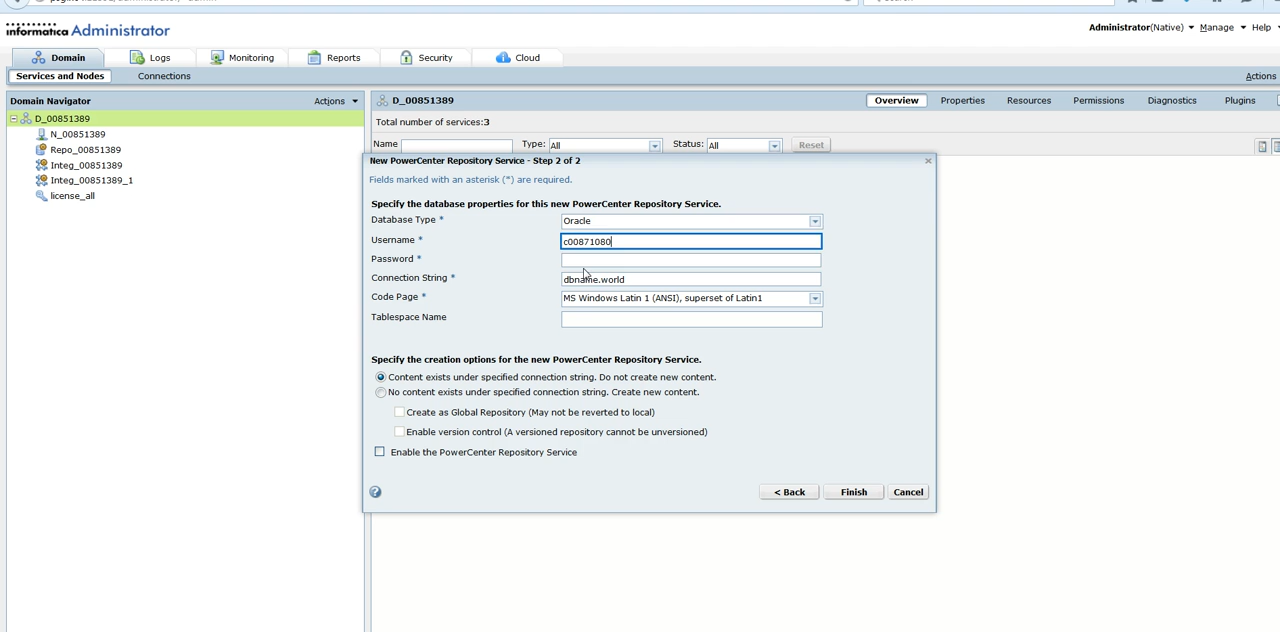 Informatica Administrator
Administrator(Native) Manage Help
Domain Logs Monitoring Reports Security Cloud
Services and Nodes Connections Actions
Domain Navigator Actions
D_00851389
N_00851389
Repo_00851389
Integ_00851389
Integ_00851389_1
license_all
D_00851389 Overview Properties Resources Permissions Diagnostics Plugins
Total number of services:3
Name Type: All Status: All Reset
New PowerCenter Repository Service - Step 2 of 2
Fields marked with an asterisk (*) are required.
Specify the database properties for this new PowerCenter Repository Service.
Database Type * Oracle
Username * c00871080
Password *
Connection String * dbname.world
Code Page * MS Windows Latin 1 (ANSI), superset of Latin1
Tablespace Name
Specify the creation options for the new PowerCenter Repository Service.
Content exists under specified connection string. Do not create new content.
No content exists under specified connection string. Create new content.
Create as Global Repository (May not be reverted to local)
Enable version control (A versioned repository cannot be unversioned)
Enable the PowerCenter Repository Service
? < Back Finish Cancel